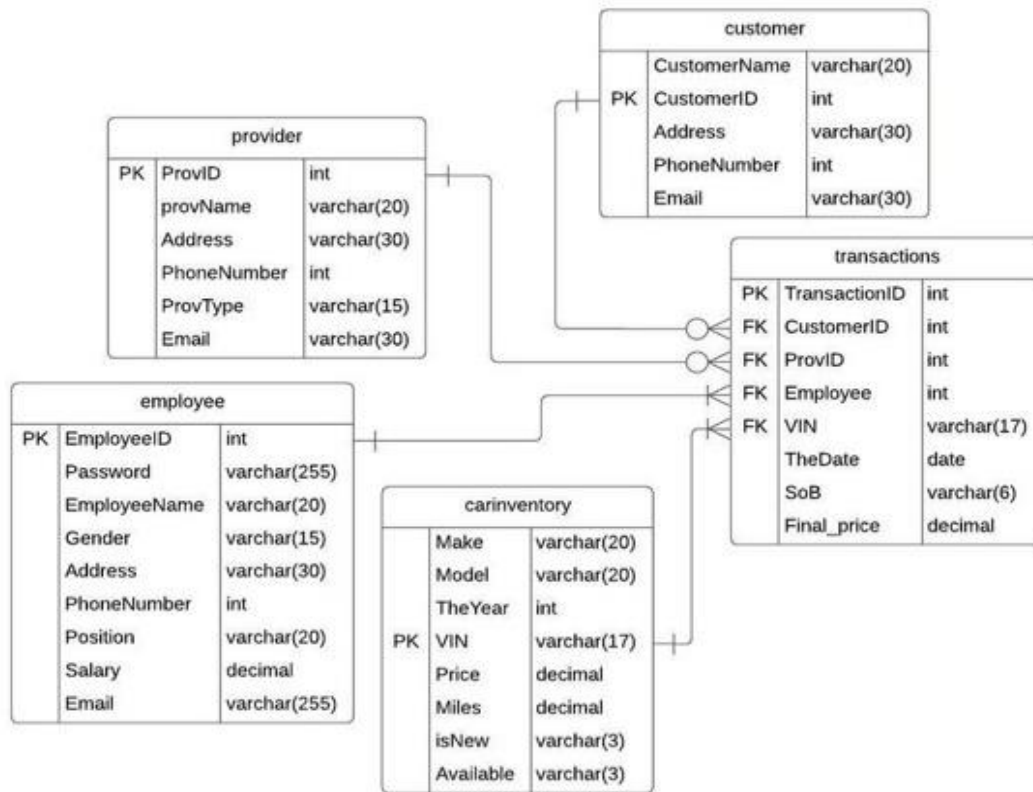 customer
CustomerName varchar(20)
PK CustomerID int
Address varchar(30)
PhoneNumber int
Email varchar(30)
provider
PK ProvID int
provName varchar(20)
Address varchar(30)
PhoneNumber int
ProvType varchar(15)
Email varchar(30)
transactions
PK TransactionID int
FK CustomerID int
FK ProvID int
FK Employee int
FK VIN varchar(17)
TheDate date
SoB varchar(6)
Final_price decimal
employee
PK EmployeeID int
Password varchar(255)
EmployeeName varchar(20)
Gender varchar(15)
Address varchar(30)
PhoneNumber int
Position varchar(20)
Salary decimal
Email varchar(255)
carinventory
Make varchar(20)
Model varchar(20)
TheYear int
PK VIN varchar(17)
Price decimal
Miles decimal
isNew varchar(3)
Available varchar(3)